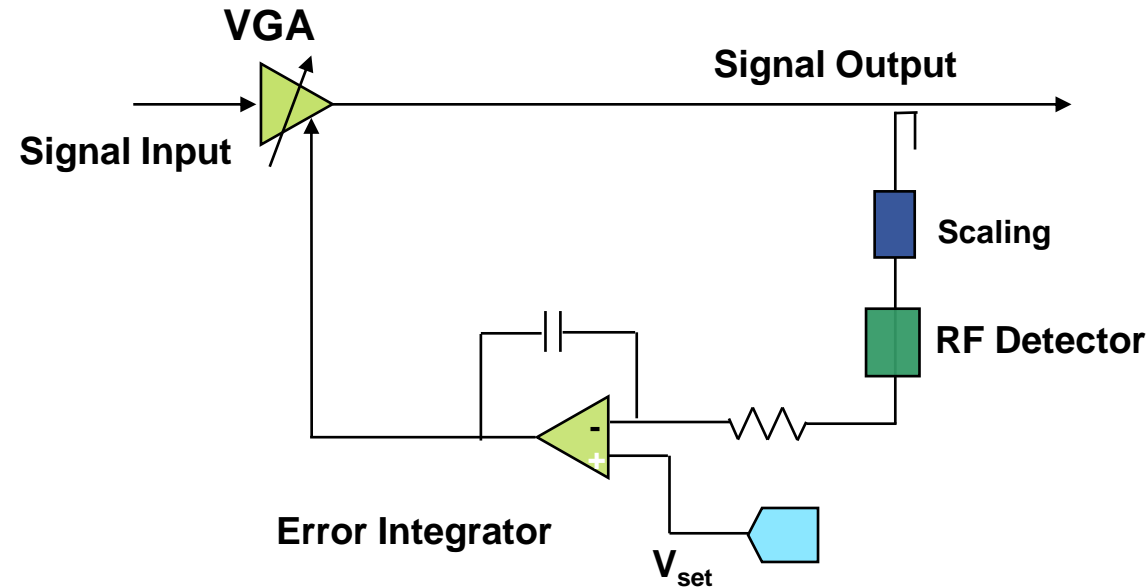 VGA
Signal Output
Signal Input
Scaling
RF Detector
-
+
Error Integrator
Vset